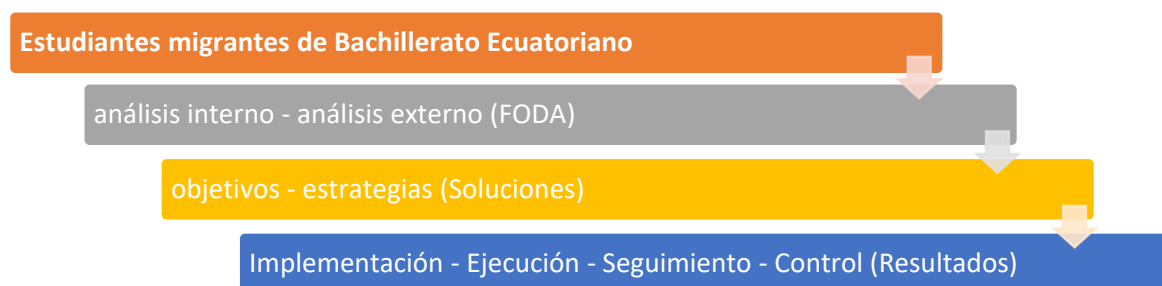 Estudiantes migrantes de Bachillerato Ecuatoriano
análisis interno - análisis externo (FODA)
objetivos - estrategias (Soluciones)
Implementación - Ejecución - Seguimiento - Control (Resultados)